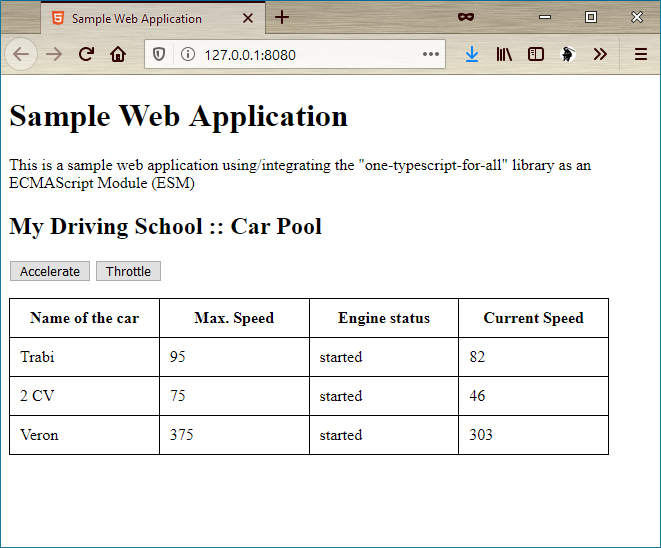 Sample Web Application
127.0.0.1:8080
Sample Web Application
This is a sample web application using/integrating the "one-typescript-for-all" library as an
ECMAScript Module (ESM)
My Driving School :: Car Pool
Accelerate Throttle
Name of the car Max. Speed Engine status Current Speed
Trabi 95 started 82
2 CV 75 started 46
Veron 375 started 303